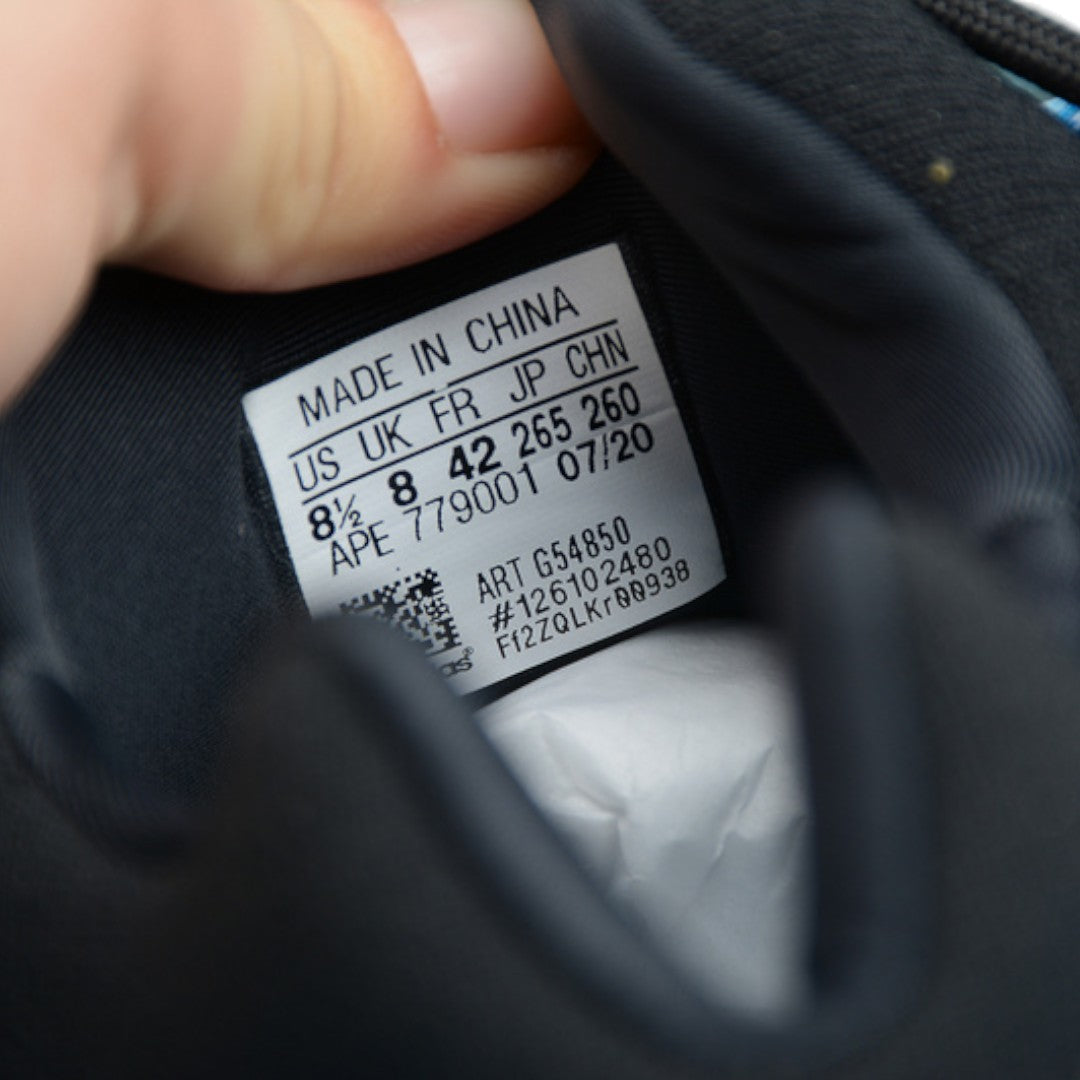 MADE IN CHINA
US UK FR JP CHN
8½ 8 42 265 260
APE 779001 07/20
ART G54850
#126102480
Ff2ZQLKr00938